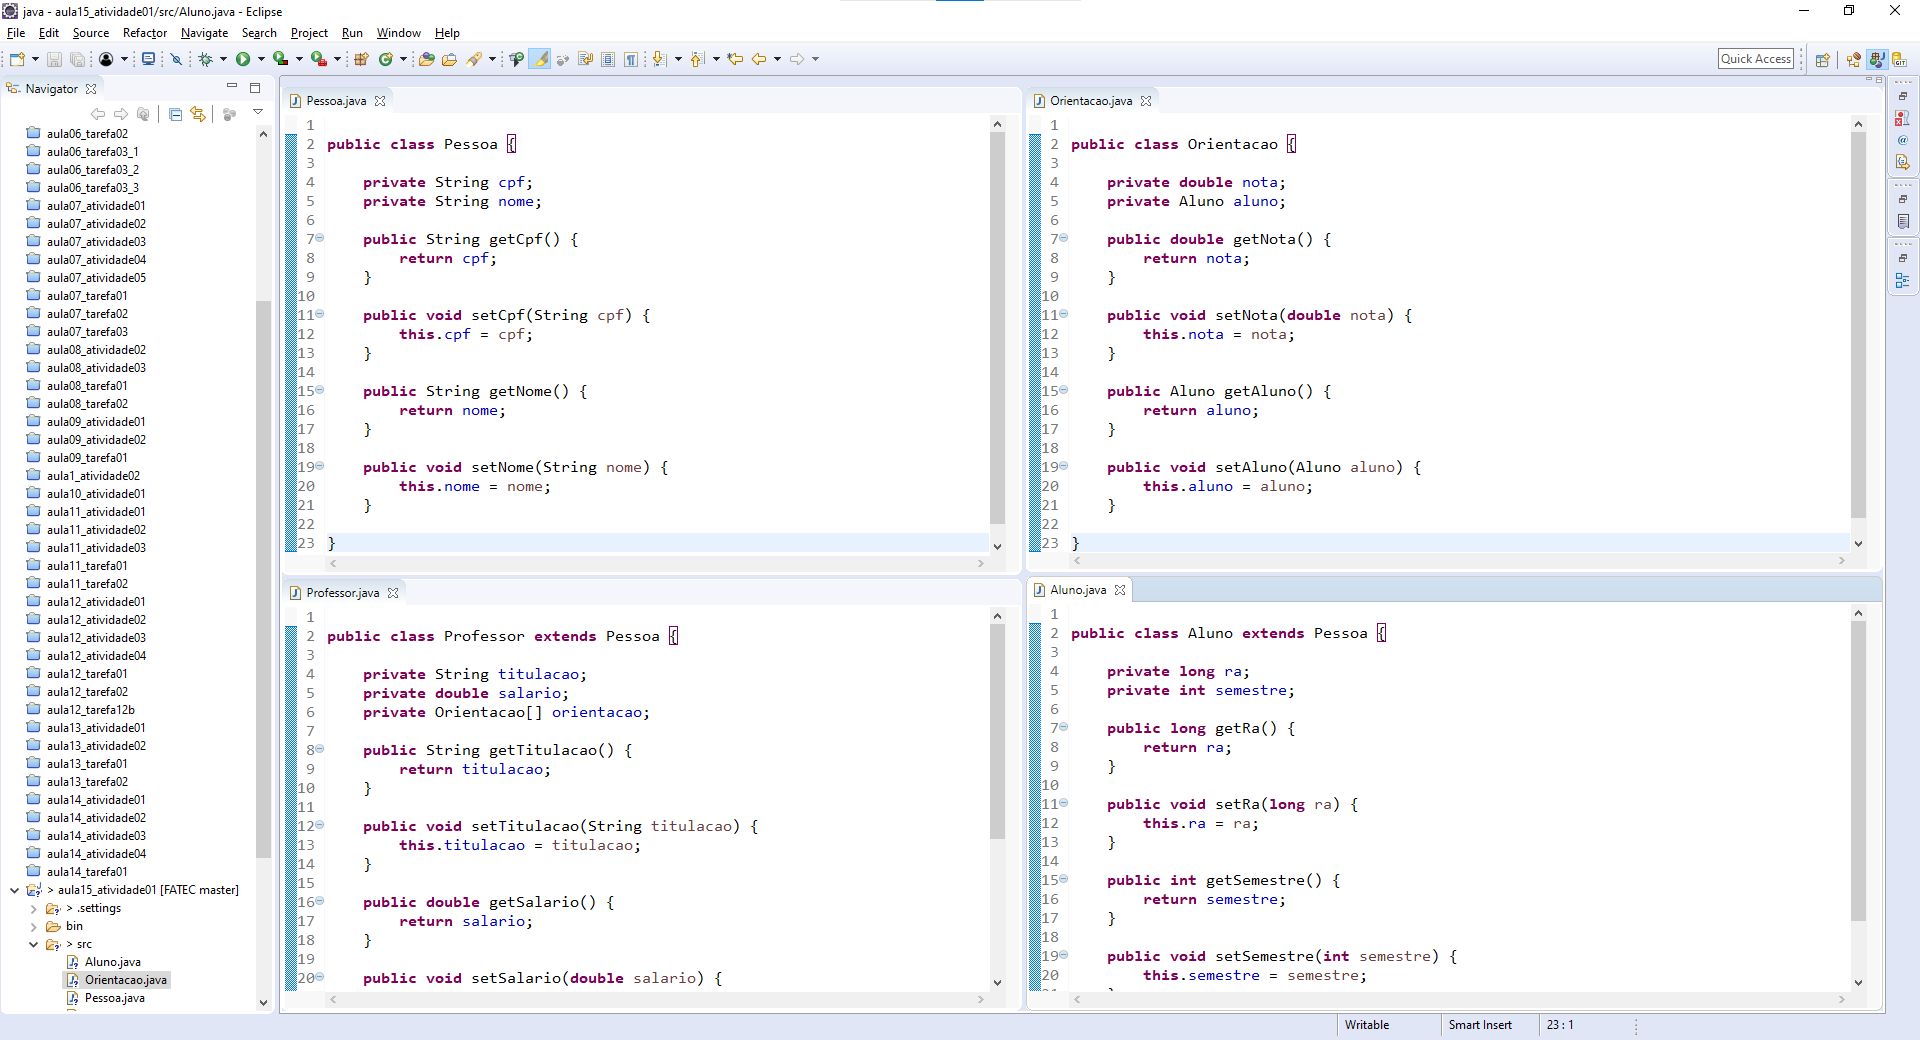 java - aula15_atividade01/src/Aluno.java - Eclipse
File Edit Source Refactor Navigate Search Project Run Window Help
Quick Access
Navigator
aula06_tarefa02
aula06_tarefa03_1
aula06_tarefa03_2
aula06_tarefa03_3
aula07_atividade01
aula07_atividade02
aula07_atividade03
aula07_atividade04
aula07_atividade05
aula07_tarefa01
aula07_tarefa02
aula07_tarefa03
aula08_atividade02
aula08_atividade03
aula08_tarefa01
aula08_tarefa02
aula09_atividade01
aula09_atividade02
aula09_tarefa01
aula1_atividade02
aula10_atividade01
aula11_atividade01
aula11_atividade02
aula11_atividade03
aula11_tarefa01
aula11_tarefa02
aula12_atividade01
aula12_atividade02
aula12_atividade03
aula12_atividade04
aula12_tarefa01
aula12_tarefa02
aula12_tarefa12b
aula13_atividade01
aula13_atividade02
aula13_tarefa01
aula13_tarefa02
aula14_atividade01
aula14_atividade02
aula14_atividade03
aula14_atividade04
aula14_tarefa01
> aula15_atividade01 [FATEC master]
> .settings
bin
> src
Aluno.java
Orientacao.java
Pessoa.java
Pessoa.java
1
2 public class Pessoa {
3
4 private String cpf;
5 private String nome;
6
7 public String getCpf() {
8 return cpf;
9 }
10
11 public void setCpf(String cpf) {
12 this.cpf = cpf;
13 }
14
15 public String getNome() {
16 return nome;
17 }
18
19 public void setNome(String nome) {
20 this.nome = nome;
21 }
22
23 }
Orientacao.java
1
2 public class Orientacao {
3
4 private double nota;
5 private Aluno aluno;
6
7 public double getNota() {
8 return nota;
9 }
10
11 public void setNota(double nota) {
12 this.nota = nota;
13 }
14
15 public Aluno getAluno() {
16 return aluno;
17 }
18
19 public void setAluno(Aluno aluno) {
20 this.aluno = aluno;
21 }
22
23 }
Professor.java
1
2 public class Professor extends Pessoa {
3
4 private String titulacao;
5 private double salario;
6 private Orientacao[] orientacao;
7
8 public String getTitulacao() {
9 return titulacao;
10 }
11
12 public void setTitulacao(String titulacao) {
13 this.titulacao = titulacao;
14 }
15
16 public double getSalario() {
17 return salario;
18 }
19
20 public void setSalario(double salario) {
Aluno.java
1
2 public class Aluno extends Pessoa {
3
4 private long ra;
5 private int semestre;
6
7 public long getRa() {
8 return ra;
9 }
10
11 public void setRa(long ra) {
12 this.ra = ra;
13 }
14
15 public int getSemestre() {
16 return semestre;
17 }
18
19 public void setSemestre(int semestre) {
20 this.semestre = semestre;
Writable Smart Insert 23 : 1